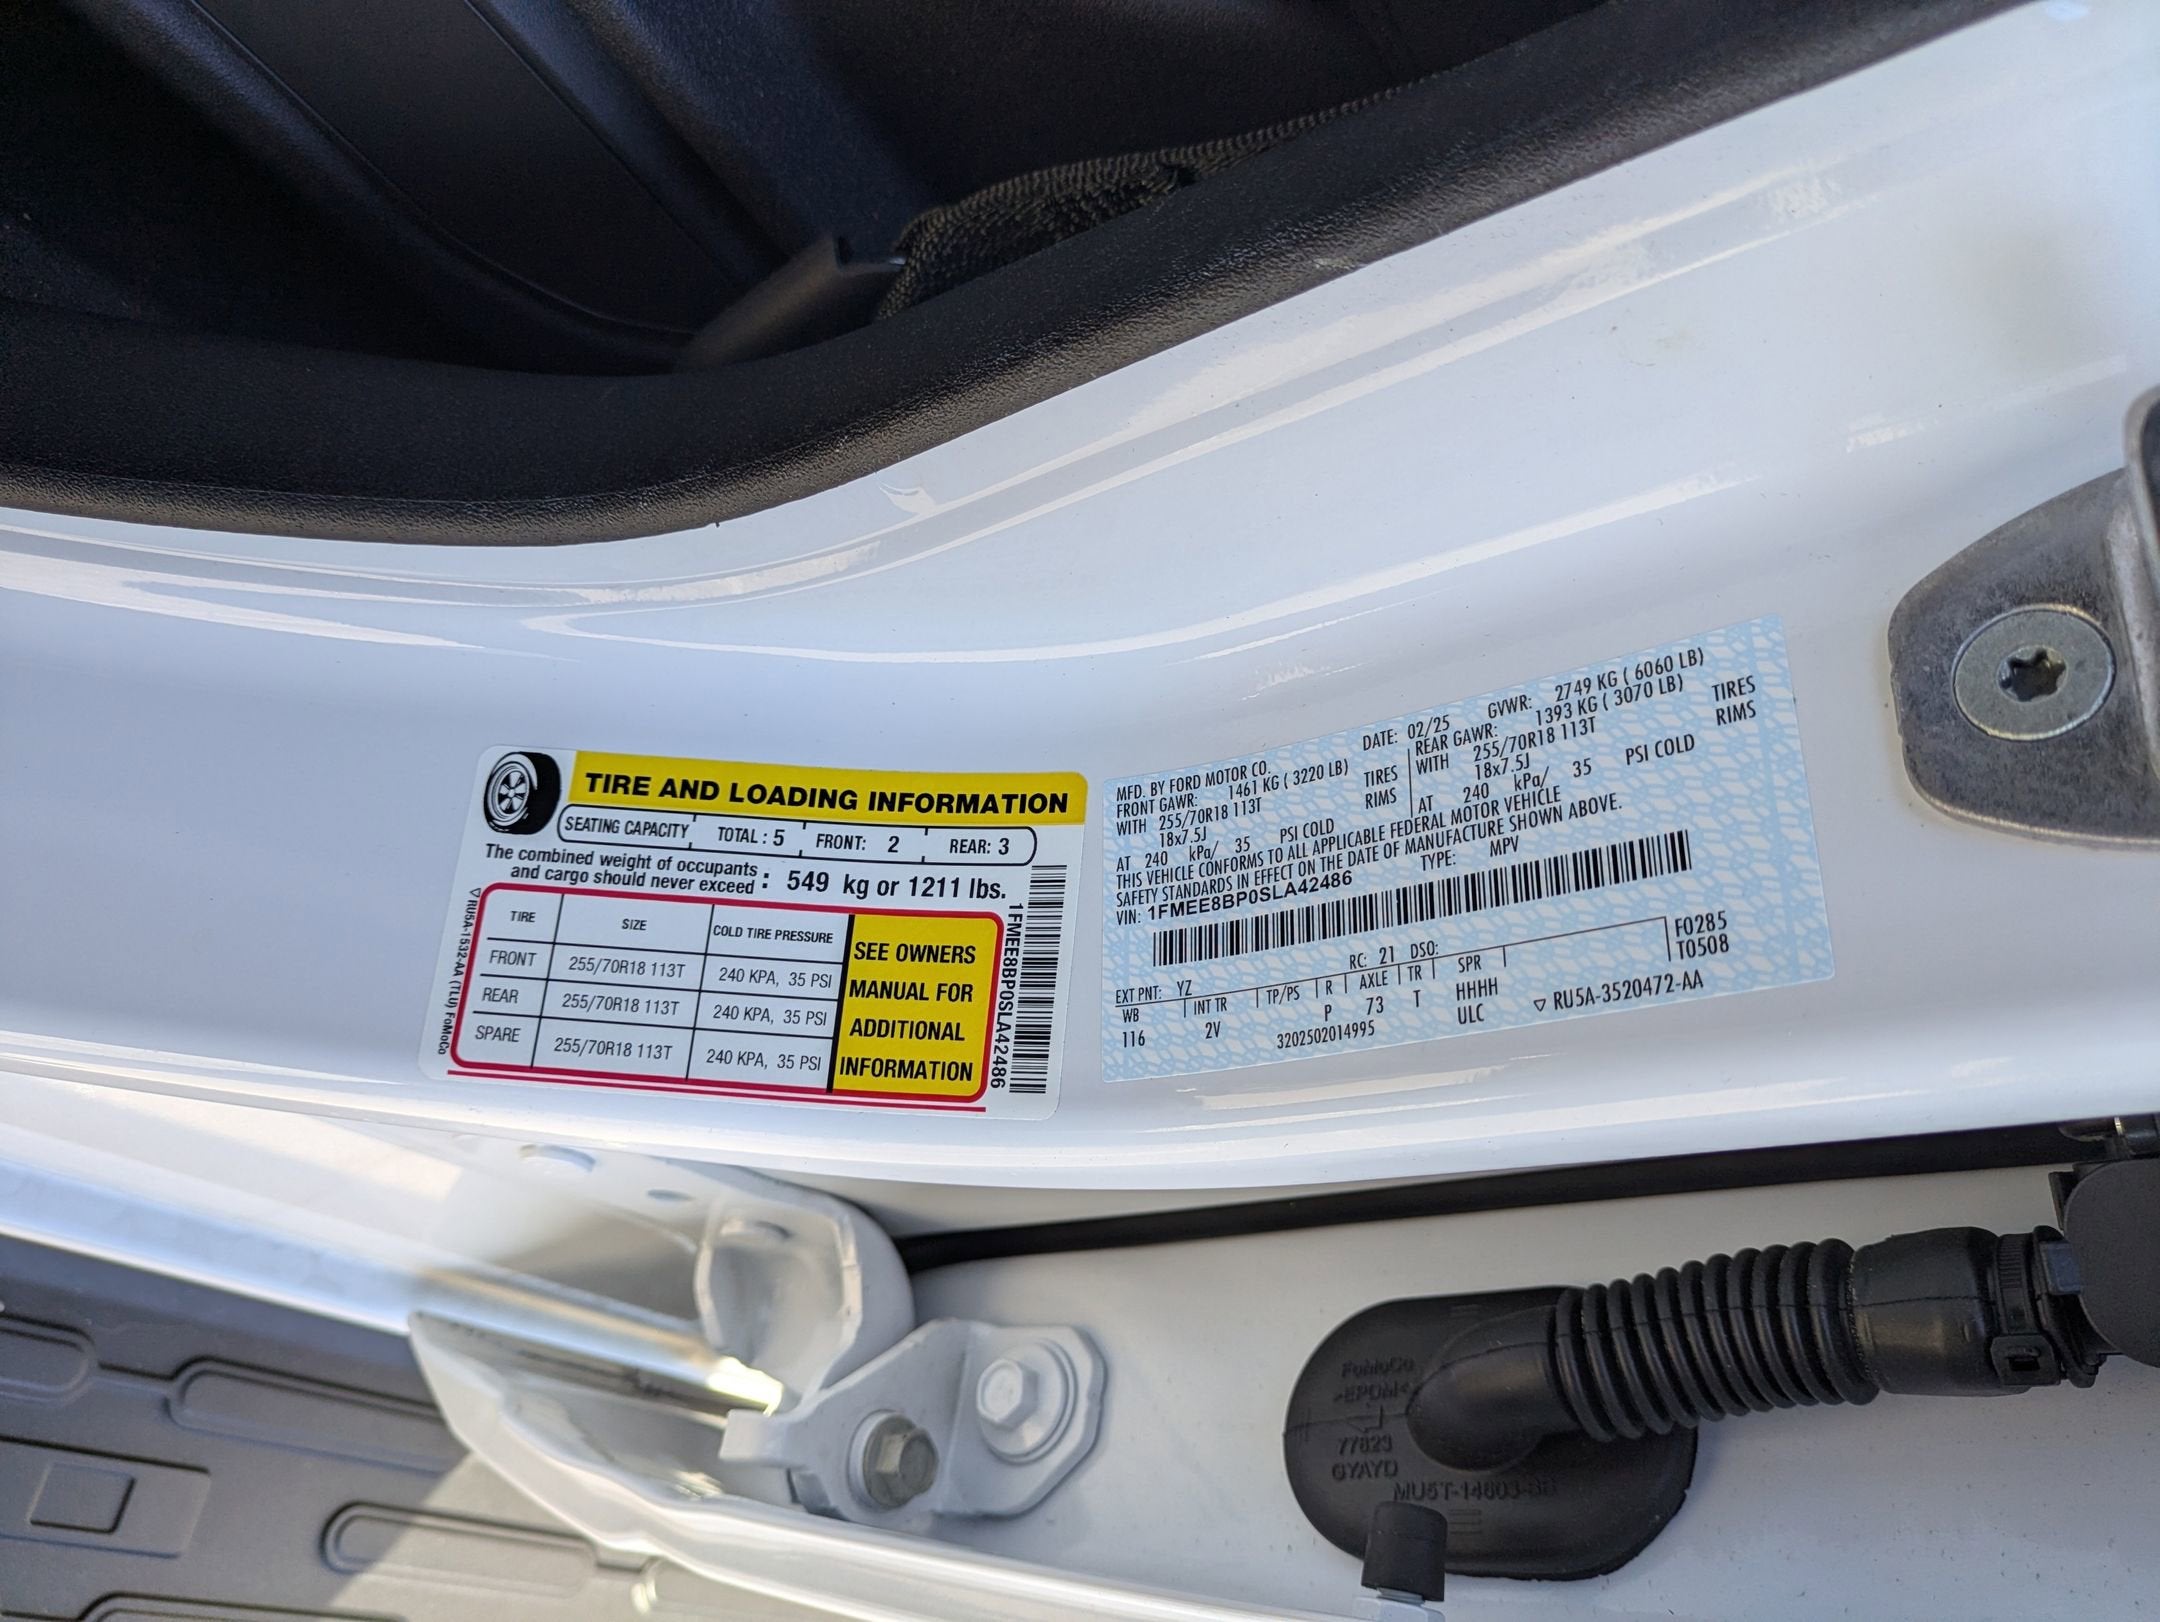 TIRE AND LOADING INFORMATION
SEATING CAPACITY TOTAL : 5 FRONT: 2 REAR: 3
The combined weight of occupants
and cargo should never exceed : 549 kg or 1211 lbs.
TIRE SIZE COLD TIRE PRESSURE
FRONT 255/70R18 113T 240 KPA, 35 PSI
REAR 255/70R18 113T 240 KPA, 35 PSI
SPARE 255/70R18 113T 240 KPA, 35 PSI
SEE OWNERS
MANUAL FOR
ADDITIONAL
INFORMATION
RU5A-1532-AA (TLU) FoMoCo
1FMEE8BP0SLA42486
MFD. BY FORD MOTOR CO. DATE: 02/25 GVWR: 2749 KG ( 6060 LB)
FRONT GAWR: 1461 KG ( 3220 LB) REAR GAWR: 1393 KG ( 3070 LB)
WITH 255/70R18 113T TIRES WITH 255/70R18 113T TIRES
18x7.5J RIMS 18x7.5J RIMS
AT 240 kPa/ 35 PSI COLD AT 240 kPa/ 35 PSI COLD
THIS VEHICLE CONFORMS TO ALL APPLICABLE FEDERAL MOTOR VEHICLE
SAFETY STANDARDS IN EFFECT ON THE DATE OF MANUFACTURE SHOWN ABOVE.
VIN: 1FMEE8BP0SLA42486 TYPE: MPV
F0285
T0508
EXT PNT: YZ RC: 21 DSO:
WB INT TR TP/PS R AXLE TR SPR
116 2V P 73 T HHHH
3202502014995 ULC RU5A-3520472-AA
FoMoCo
>EPDM<
77823
GYAYD
MU5T-14603-